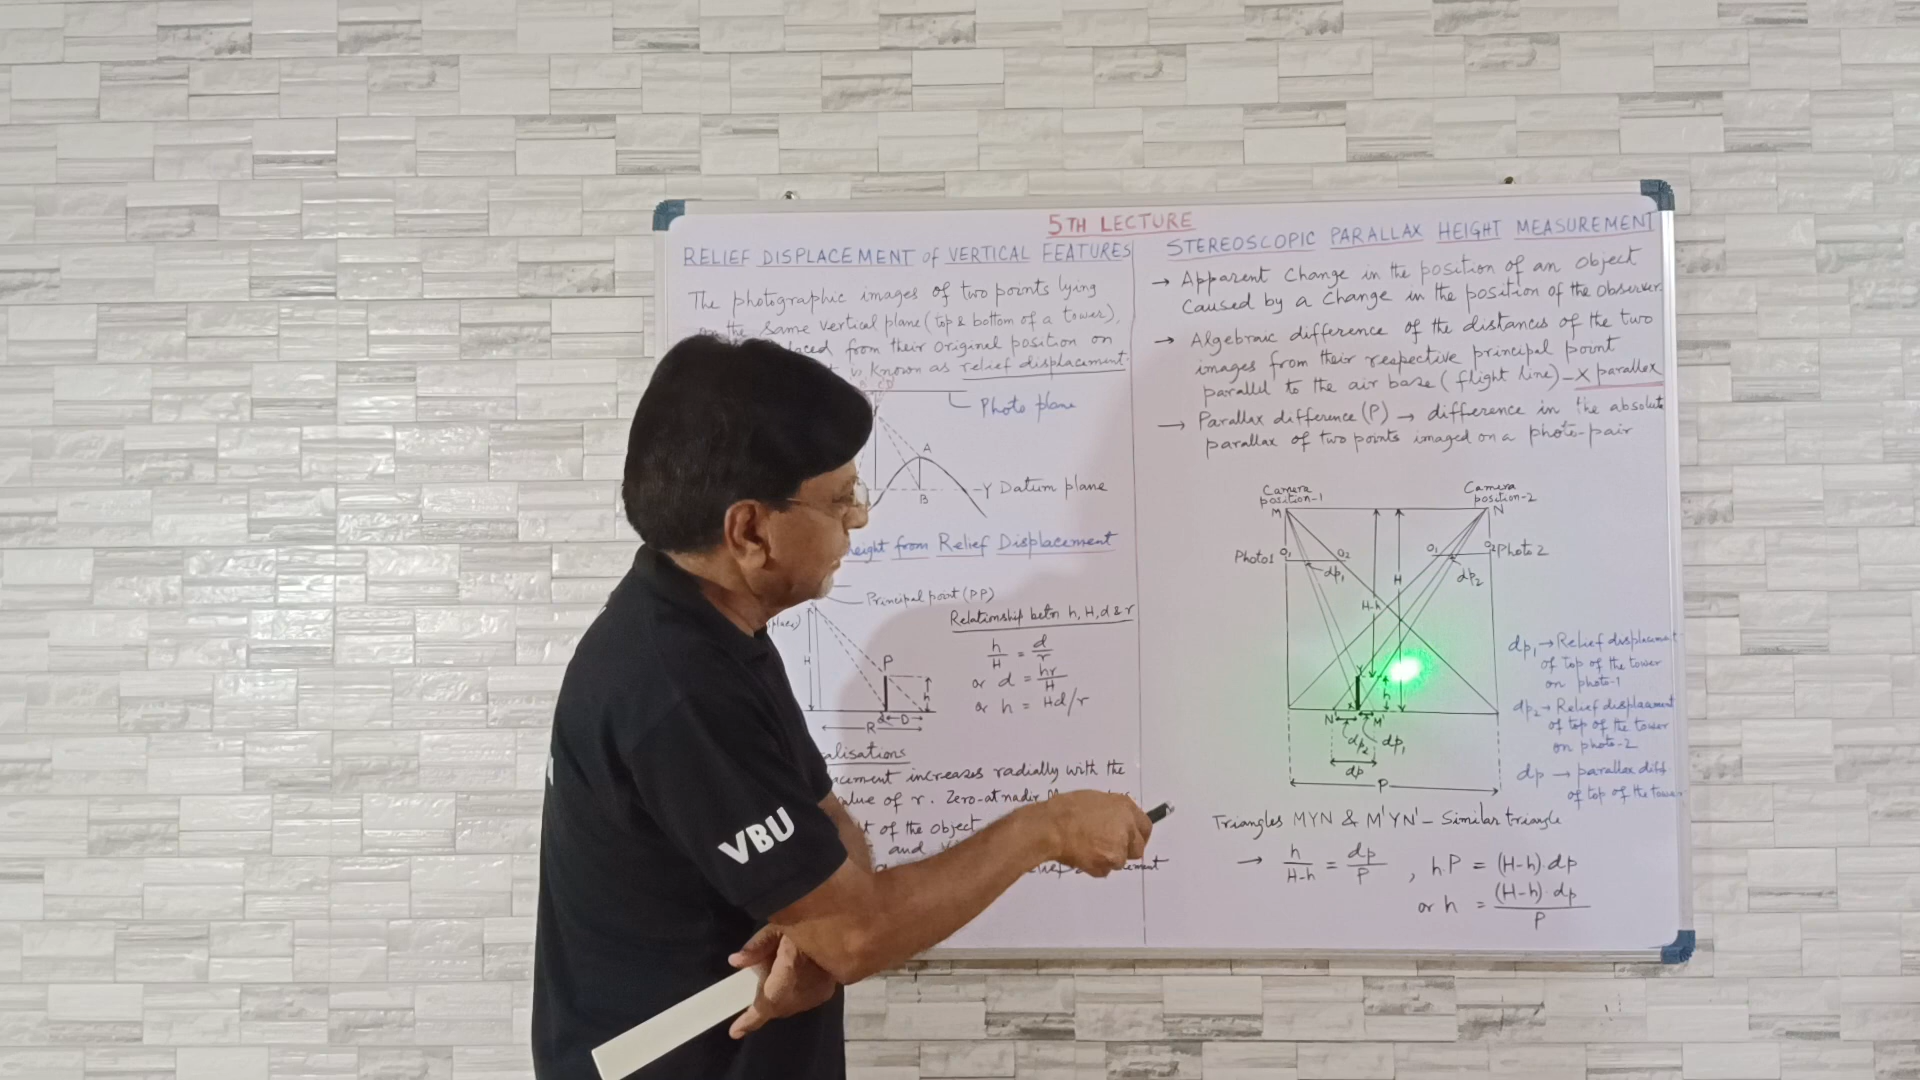 5TH LECTURE
RELIEF DISPLACEMENT of VERTICAL FEATURES
The photographic images of two points lying
the same vertical plane (top & bottom of a tower),
from their original position on
known as relief displacement.
Photo plane
A
B
Y Datum plane
height from Relief Displacement
Principal point (PP)
H
P
h
d D
R
Relationship betn h, H, d & r
h/H = d/r
or d = hr/H
or h = Hd/r
increases radially with the
value of r. Zero-at nadir
of the object
and
STEREOSCOPIC PARALLAX HEIGHT MEASUREMENT
→ Apparent Change in the position of an object
Caused by a Change in the position of the observer.
→ Algebraic difference of the distances of the two
images from their respective principal point
parallel to the air base (flight line) - X parallax
→ Parallax difference (P) → difference in the absolute
parallax of two points imaged on a photo-pair
Camera position-1
Camera position-2
M
N
Photo 1 O1 O2
O1 O2 Photo 2
dp1
dp2
H
H-h
Y
h
X
N' M'
dp2 dp1
dp
P
dp1 → Relief displacement
of top of the tower
on photo-1
dp2 → Relief displacement
of top of the tower
on photo-2
dp → parallax diff
of top of the tower
Triangles MYN & M'YN' - Similar triangle
→ h/H-h = dp/P , h.P = (H-h).dp
or h = (H-h).dp/P
VBU